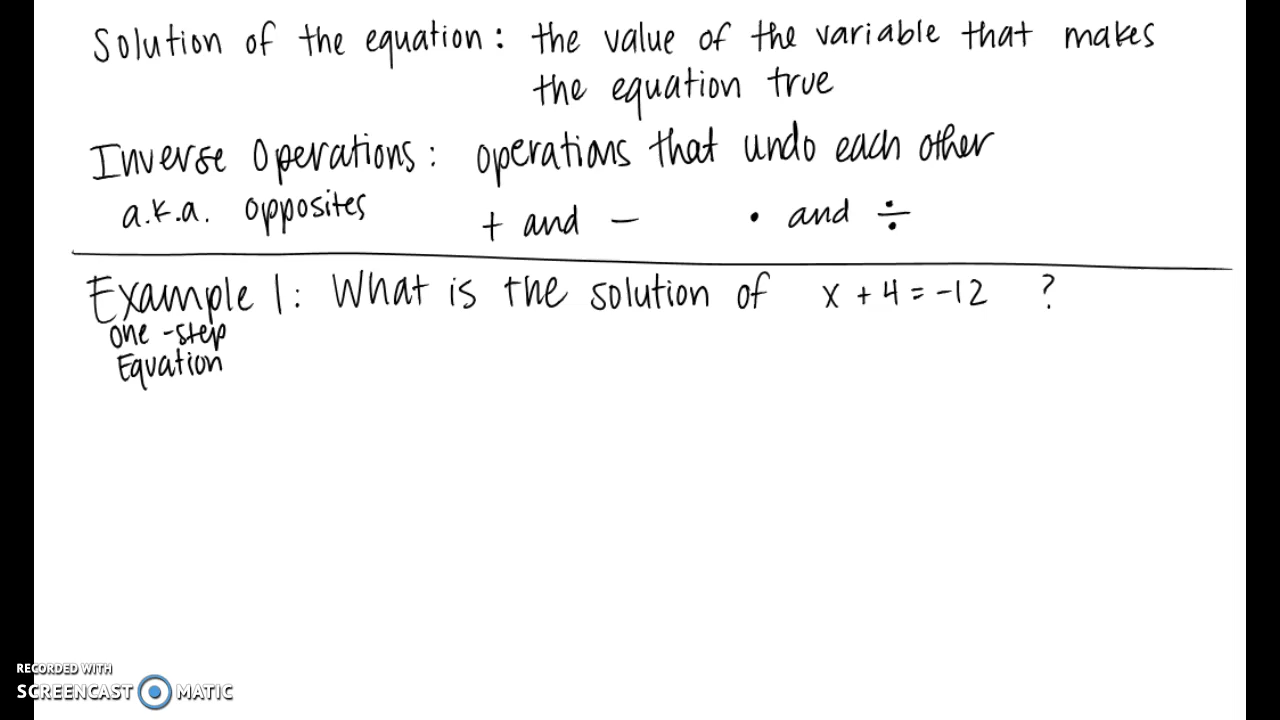 Solution of the equation: the value of the variable that makes
the equation true
Inverse Operations: operations that undo each other
a.k.a. opposites + and − • and ÷
Example 1: What is the solution of x + 4 = -12 ?
one-step
Equation
RECORDED WITH
SCREENCAST MATIC